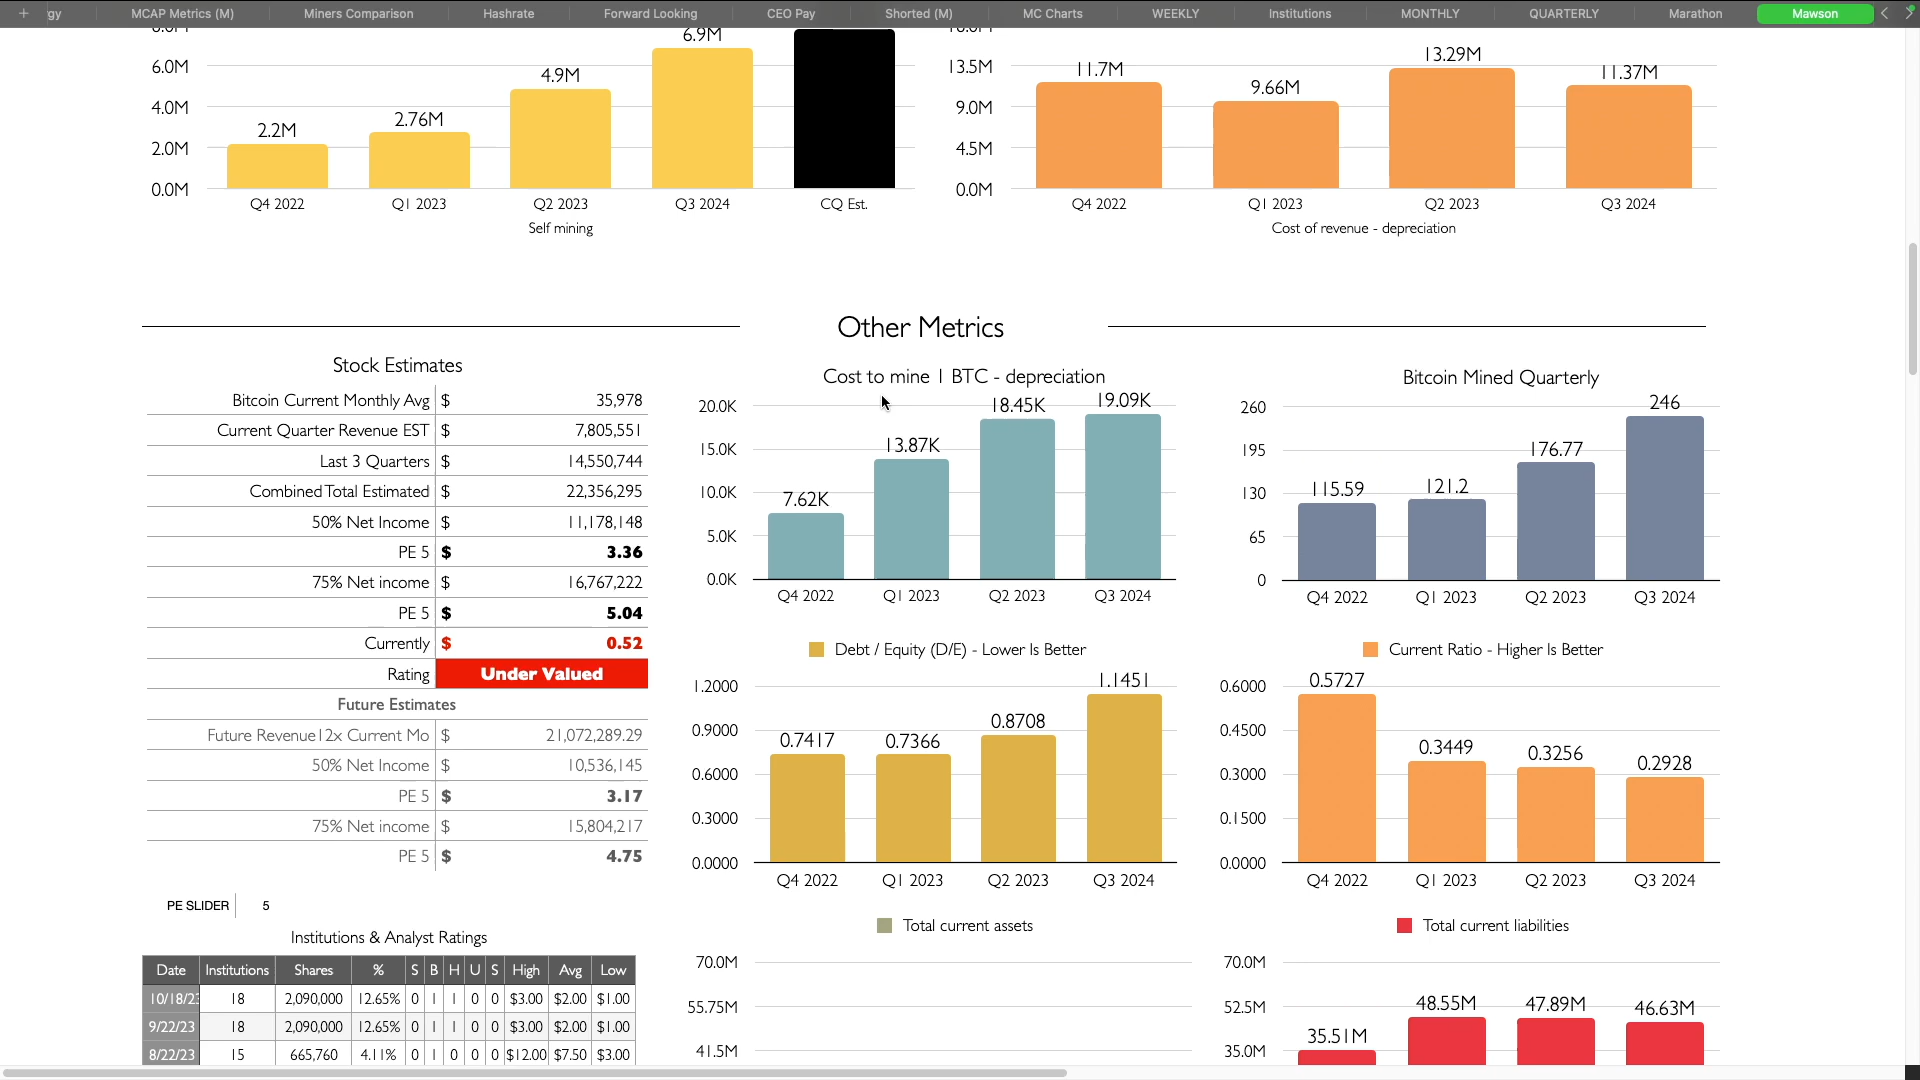 + gy MCAP Metrics (M) Miners Comparison Hashrate Forward Looking CEO Pay Shorted (M) MC Charts WEEKLY Institutions MONTHLY QUARTERLY Marathon Mawson
6.9M
6.0M
4.9M
4.0M
2.76M
2.2M
2.0M
0.0M
Q4 2022 Q1 2023 Q2 2023 Q3 2024 CQ Est.
Self mining
13.29M
13.5M 11.7M 11.37M
9.66M
9.0M
4.5M
0.0M
Q4 2022 Q1 2023 Q2 2023 Q3 2024
Cost of revenue - depreciation
Other Metrics
Stock Estimates
Bitcoin Current Monthly Avg $ 35,978
Current Quarter Revenue EST $ 7,805,551
Last 3 Quarters $ 14,550,744
Combined Total Estimated $ 22,356,295
50% Net Income $ 11,178,148
PE 5 $ 3.36
75% Net income $ 16,767,222
PE 5 $ 5.04
Currently $ 0.52
Rating Under Valued
Future Estimates
Future Revenue12x Current Mo $ 21,072,289.29
50% Net Income $ 10,536,145
PE 5 $ 3.17
75% Net income $ 15,804,217
PE 5 $ 4.75
PE SLIDER 5
Cost to mine 1 BTC - depreciation
20.0K 18.45K 19.09K
15.0K 13.87K
10.0K 7.62K
5.0K
0.0K
Q4 2022 Q1 2023 Q2 2023 Q3 2024
Bitcoin Mined Quarterly
260 246
195 176.77
130 115.59 121.2
65
0
Q4 2022 Q1 2023 Q2 2023 Q3 2024
Debt / Equity (D/E) - Lower Is Better
1.2000 1.1451
0.9000 0.8708
0.7417 0.7366
0.6000
0.3000
0.0000
Q4 2022 Q1 2023 Q2 2023 Q3 2024
Current Ratio - Higher Is Better
0.6000 0.5727
0.4500
0.3449 0.3256
0.3000 0.2928
0.1500
0.0000
Q4 2022 Q1 2023 Q2 2023 Q3 2024
Institutions & Analyst Ratings
Date Institutions Shares % S B H U S High Avg Low
10/18/23 18 2,090,000 12.65% 0 1 1 0 0 $3.00 $2.00 $1.00
9/22/23 18 2,090,000 12.65% 0 1 1 0 0 $3.00 $2.00 $1.00
8/22/23 15 665,760 4.11% 0 1 0 0 0 $12.00 $7.50 $3.00
Total current assets
70.0M
55.75M
41.5M
Total current liabilities
70.0M
52.5M 48.55M 47.89M 46.63M
35.51M
35.0M